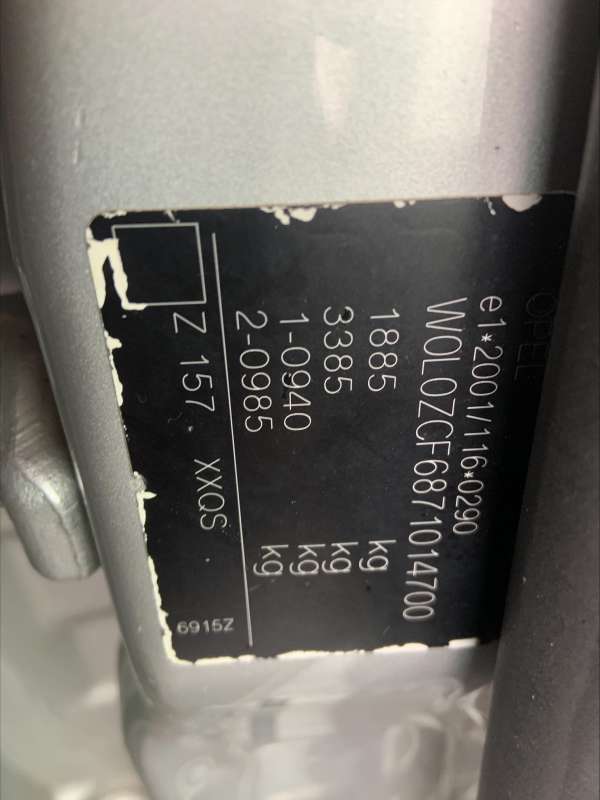 OPEL
e1*2001/116*0290
W0L0ZCF6871014700
1885 kg
3385 kg
1-0940 kg
2-0985 kg
Z 157 XXQS
6915Z